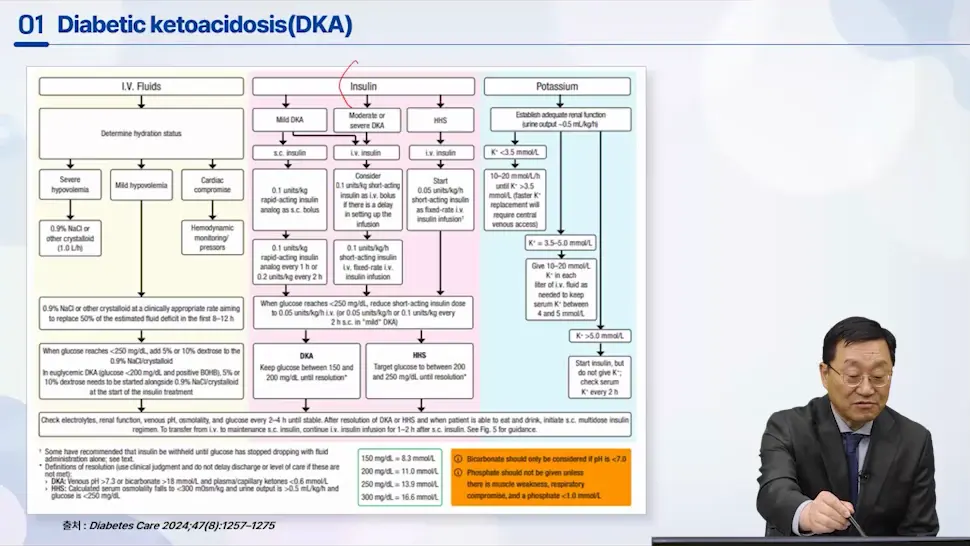 01 Diabetic ketoacidosis(DKA)
I.V. Fluids
Determine hydration status
Severe
hypovolemia
Mild hypovolemia
Cardiac
compromise
0.9% NaCl or
other crystalloid
(1.0 L/h)
Hemodynamic
monitoring/
pressors
0.9% NaCl or other crystalloid at a clinically appropriate rate aiming
to replace 50% of the estimated fluid deficit in the first 8–12 h
When glucose reaches <250 mg/dL, add 5% or 10% dextrose to the
0.9% NaCl/crystalloid
In euglycemic DKA (glucose <200 mg/dL and positive BOHB), 5% or
10% dextrose needs to be started alongside 0.9% NaCl/crystalloid
at the start of the insulin treatment
Insulin
Mild DKA
Moderate or
severe DKA
HHS
s.c. insulin
i.v. insulin
i.v. insulin
0.1 units/kg
rapid-acting insulin
analog as s.c. bolus
Consider
0.1 units/kg short-acting
insulin as i.v. bolus
if there is a delay
in setting up the
infusion
Start
0.05 units/kg/h
short-acting insulin
as fixed-rate i.v.
insulin infusion†
0.1 units/kg
rapid-acting insulin
analog every 1 h or
0.2 units/kg every 2 h
0.1 units/kg/h
short-acting insulin
i.v. fixed-rate i.v.
insulin infusion
When glucose reaches <250 mg/dL, reduce short-acting insulin dose
to 0.05 units/kg/h i.v. (or 0.05 units/kg/h or 0.1 units/kg every
2 h s.c. in "mild" DKA)
DKA
Keep glucose between 150 and
200 mg/dL until resolution*
HHS
Target glucose to between 200
and 250 mg/dL until resolution*
Potassium
Establish adequate renal function
(urine output ~0.5 mL/kg/h)
K⁺ <3.5 mmol/L
10–20 mmol/L/h
until K⁺ >3.5
mmol/L (faster K⁺
replacement will
require central
venous access)
K⁺ = 3.5–5.0 mmol/L
Give 10–20 mmol/L
K⁺ in each
liter of i.v. fluid as
needed to keep
serum K⁺ between
4 and 5 mmol/L
K⁺ >5.0 mmol/L
Start insulin, but
do not give K⁺;
check serum
K⁺ every 2 h
Check electrolytes, renal function, venous pH, osmolality, and glucose every 2–4 h until stable. After resolution of DKA or HHS and when patient is able to eat and drink, initiate s.c. multidose insulin
regimen. To transfer from i.v. to maintenance s.c. insulin, continue i.v. insulin infusion for 1–2 h after s.c. insulin. See Fig. 5 for guidance.
† Some have recommended that insulin be withheld until glucose has stopped dropping with fluid
administration alone; see text.
* Definitions of resolution (use clinical judgment and do not delay discharge or level of care if these are
not met):
· DKA: Venous pH >7.3 or bicarbonate >18 mmol/L and plasma/capillary ketones <0.6 mmol/L
· HHS: Calculated serum osmolality falls to <300 mOsm/kg and urine output is >0.5 mL/kg/h and
glucose is <250 mg/dL
150 mg/dL = 8.3 mmol/L
200 mg/dL = 11.0 mmol/L
250 mg/dL = 13.9 mmol/L
300 mg/dL = 16.6 mmol/L
Bicarbonate should only be considered if pH is <7.0
Phosphate should not be given unless
there is muscle weakness, respiratory
compromise, and a phosphate <1.0 mmol/L
출처 : Diabetes Care 2024;47(8):1257–1275